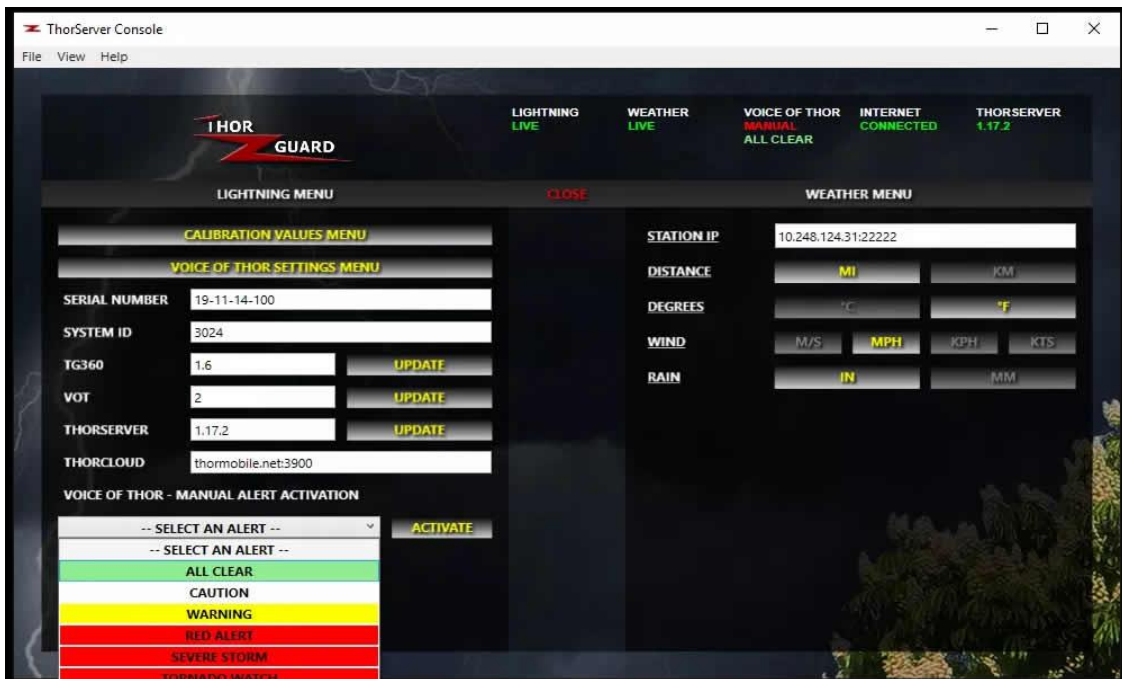 ThorServer Console
File View Help
THOR GUARD
LIGHTNING
LIVE
WEATHER
LIVE
VOICE OF THOR
MANUAL
ALL CLEAR
INTERNET
CONNECTED
THORSERVER
1.17.2
LIGHTNING MENU
CLOSE
WEATHER MENU
CALIBRATION VALUES MENU
VOICE OF THOR SETTINGS MENU
SERIAL NUMBER 19-11-14-100
SYSTEM ID 3024
TG360 1.6 UPDATE
VOT 2 UPDATE
THORSERVER 1.17.2 UPDATE
THORCLOUD thormobile.net:3900
VOICE OF THOR - MANUAL ALERT ACTIVATION
-- SELECT AN ALERT -- ACTIVATE
-- SELECT AN ALERT --
ALL CLEAR
CAUTION
WARNING
RED ALERT
SEVERE STORM
TORNADO WATCH
STATION IP 10.248.124.31:22222
DISTANCE MI KM
DEGREES °C °F
WIND M/S MPH KPH KTS
RAIN IN MM